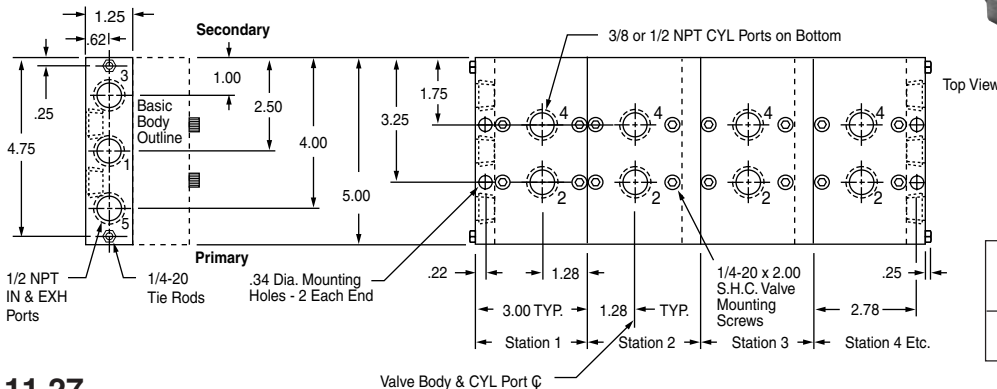 1.25
.62
Secondary
3/8 or 1/2 NPT CYL Ports on Bottom
Top View
3
.25
1.00
2.50
1.75
3.25
4.00
4.75
5.00
Basic
Body
Outline
1
5
4
4
4
4
2
2
2
2
Primary
1/2 NPT
IN & EXH
Ports
1/4-20
Tie Rods
.34 Dia. Mounting
Holes - 2 Each End
.22
1.28
1/4-20 x 2.00
S.H.C. Valve
Mounting
Screws
.25
3.00 TYP.
1.28
TYP.
2.78
Station 1
Station 2
Station 3
Station 4 Etc.
Valve Body & CYL Port ℄
11-27